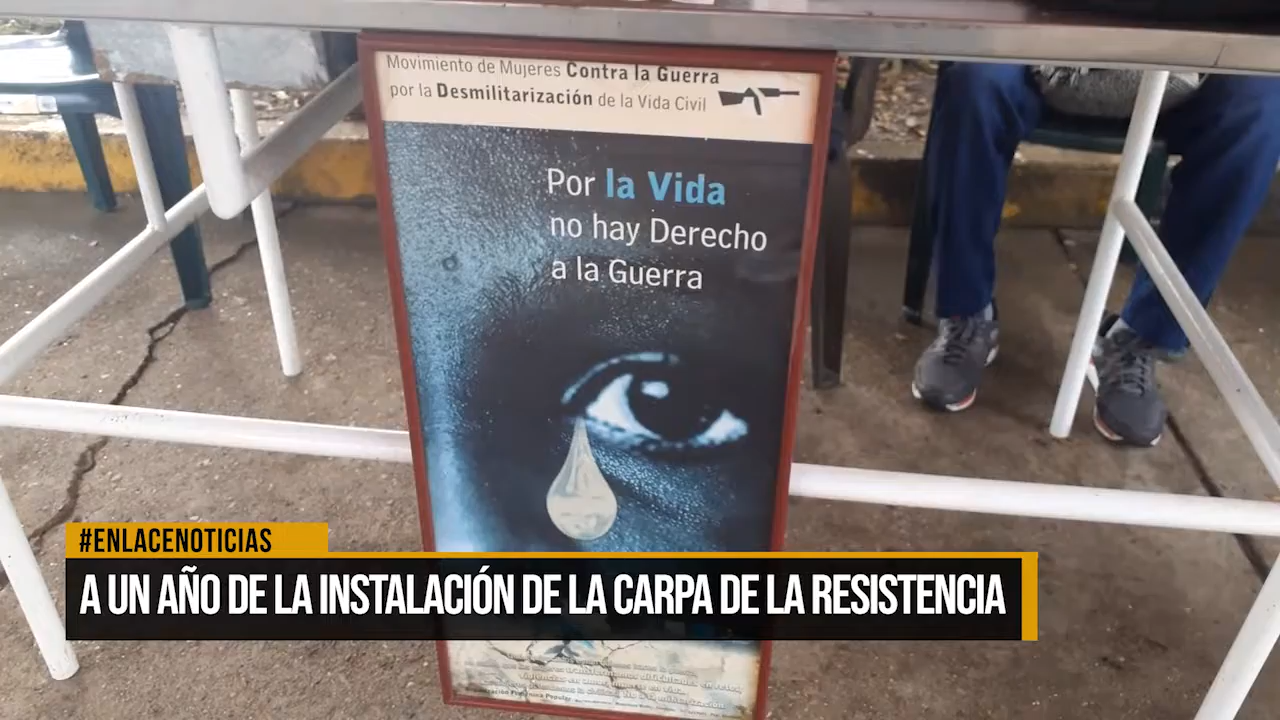 Movimiento de Mujeres Contra la Guerra
por la Desmilitarización de la Vida Civil
Por la Vida
no hay Derecho
a la Guerra
#ENLACENOTICIAS
A UN AÑO DE LA INSTALACIÓN DE LA CARPA DE LA RESISTENCIA